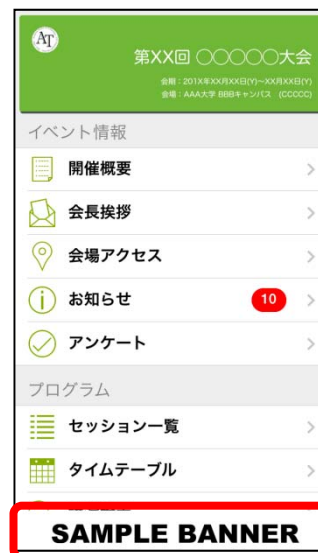 AT
第XX回 〇〇〇〇〇大会
会期：201X年XX月XX日(Y)～XX月XX日(Y)
会場：AAA大学 BBBキャンパス (CCCCC)
イベント情報
開催概要
会長挨拶
会場アクセス
お知らせ 10
アンケート
プログラム
セッション一覧
タイムテーブル
SAMPLE BANNER